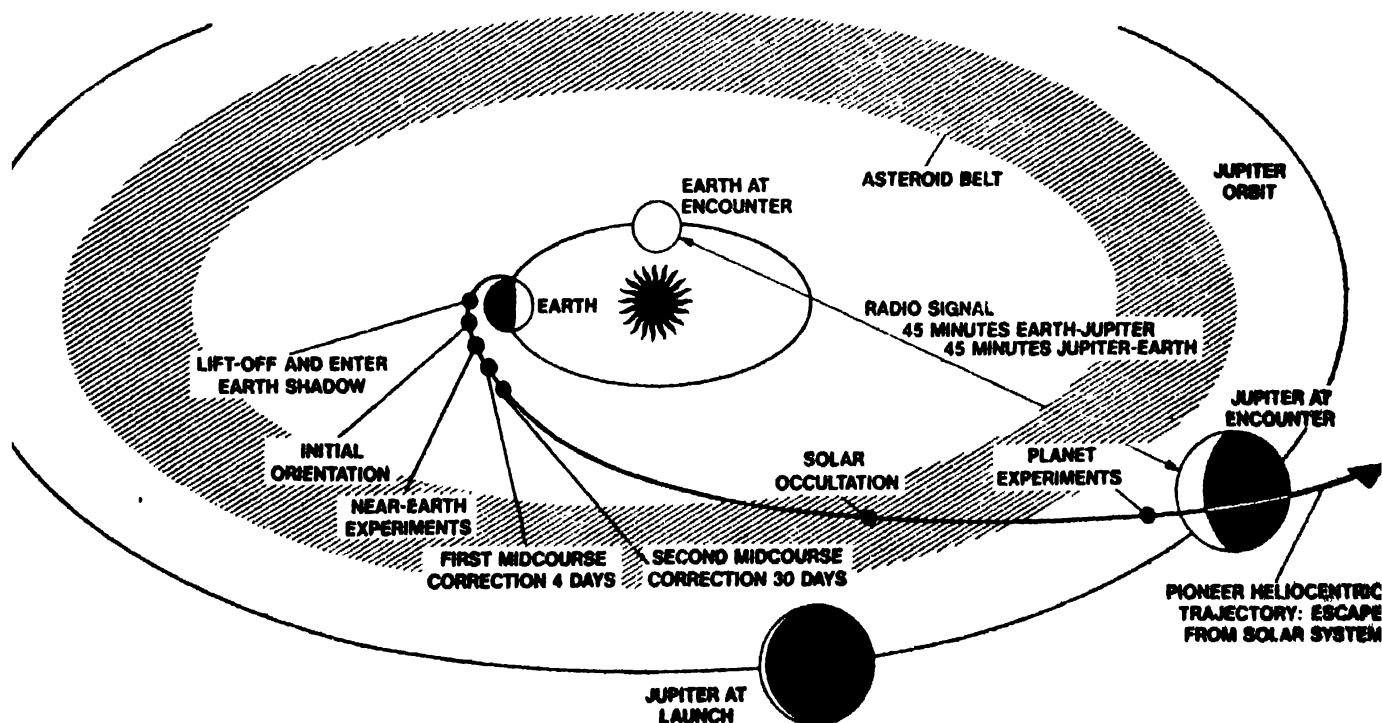 EARTH AT
ENCOUNTER
ASTEROID BELT
JUPITER
ORBIT
EARTH
RADIO SIGNAL
45 MINUTES EARTH-JUPITER
45 MINUTES JUPITER-EARTH
LIFT-OFF AND ENTER
EARTH SHADOW
JUPITER AT
ENCOUNTER
INITIAL
ORIENTATION
SOLAR
OCCULTATION
PLANET
EXPERIMENTS
NEAR-EARTH
EXPERIMENTS
FIRST MIDCOURSE
CORRECTION 4 DAYS
SECOND MIDCOURSE
CORRECTION 30 DAYS
PIONEER HELIOCENTRIC
TRAJECTORY: ESCAPE
FROM SOLAR SYSTEM
JUPITER AT
LAUNCH